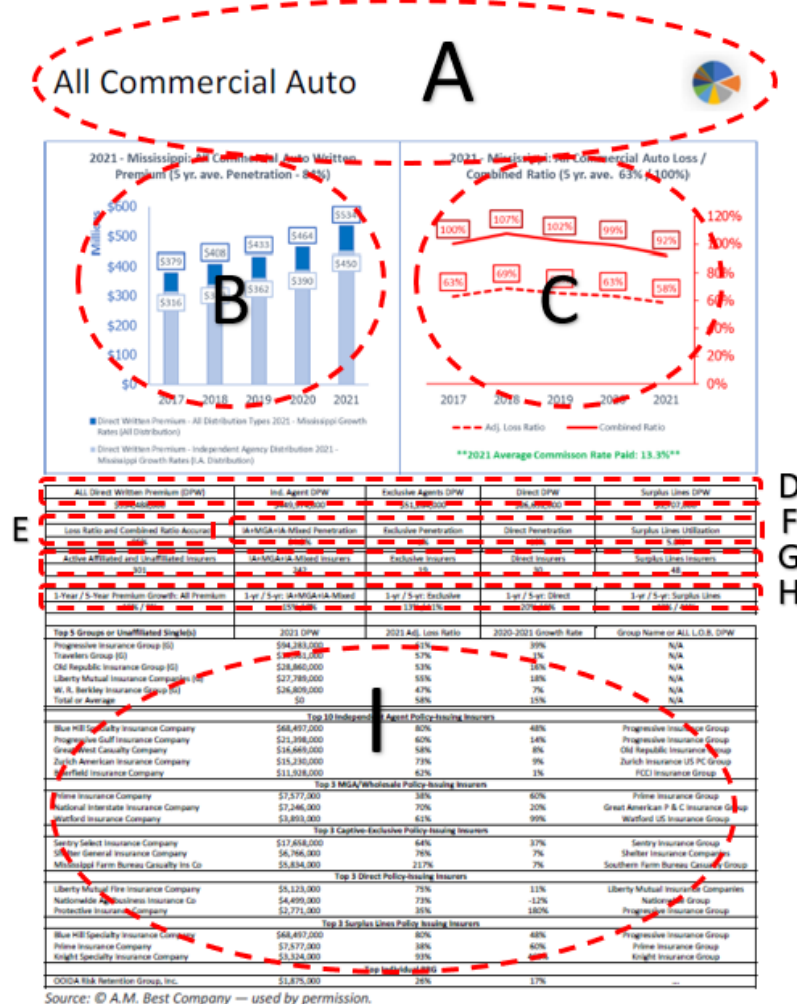 All Commercial Auto
A
2021 - Mississippi: All Commercial Auto Written
Premium (5 yr. ave. Penetration - 84%)
Millions
$600
$500
$400
$300
$200
$100
$0
$379
$408
$433
$464
$534
$316
$362
$390
$450
B
2017 2018 2019 2020 2021
Direct Written Premium - All Distribution Types 2021 - Mississippi Growth
Rates (All Distribution)
Direct Written Premium - Independent Agency Distribution 2021 -
Mississippi Growth Rates (I.A. Distribution)
2021 - Mississippi: All Commercial Auto Loss /
Combined Ratio (5 yr. ave. 63% / 100%)
120%
100%
80%
60%
40%
20%
0%
100% 107% 102% 99% 92%
63% 69% 63% 58%
C
2017 2018 2019 2020 2021
Adj. Loss Ratio Combined Ratio
**2021 Average Commisson Rate Paid: 13.3%**
ALL Direct Written Premium (DPW) Ind. Agent DPW Exclusive Agents DPW Direct DPW Surplus Lines DPW
D
E
Loss Ratio and Combined Ratio IA+MGA+IA-Mixed Penetration Exclusive Penetration Direct Penetration Surplus Lines Utilization
F
Active Affiliated and Unaffiliated Insurers IA+MGA+IA-Mixed Insurers Exclusive Insurers Direct Insurers Surplus Lines Insurers
G
1-Year / 5-Year Premium Growth: All Premium 1-yr / 5-yr: IA+MGA+IA-Mixed 1-yr / 5-yr: Exclusive 1-yr / 5-yr: Direct 1-yr / 5-yr: Surplus Lines
H
Top 5 Groups or Unaffiliated Single(s) 2021 DPW 2021 Adj. Loss Ratio 2020-2021 Growth Rate Group Name or ALL L.O.B. DPW
Progressive Insurance Group (G) $94,283,000 61% 39% N/A
Travelers Group (G) 57% 1% N/A
Old Republic Insurance Group (G) $28,860,000 53% 16% N/A
Liberty Mutual Insurance Companies (G) $27,789,000 55% 18% N/A
W. R. Berkley Insurance Group (G) $26,809,000 47% 7% N/A
Total or Average $0 58% 15% N/A
I
Top 10 Independent Agent Policy-Issuing Insurers
Blue Hill Specialty Insurance Company $68,497,000 80% 48% Progressive Insurance Group
Progressive Gulf Insurance Company $21,398,000 60% 14% Progressive Insurance Group
Great West Casualty Company $16,669,000 58% 8% Old Republic Insurance Group
Zurich American Insurance Company $15,230,000 73% 9% Zurich Insurance US PC Group
Brierfield Insurance Company $11,928,000 62% 1% FCCI Insurance Group
Top 3 MGA/Wholesale Policy-Issuing Insurers
Prime Insurance Company $7,577,000 38% 60% Prime Insurance Group
National Interstate Insurance Company $7,246,000 70% 20% Great American P & C Insurance Group
Watford Insurance Company $3,893,000 61% 99% Watford US Insurance Group
Top 3 Captive-Exclusive Policy-Issuing Insurers
Sentry Select Insurance Company $17,658,000 64% 37% Sentry Insurance Group
Shelter General Insurance Company $6,766,000 76% 7% Shelter Insurance Companies
Mississippi Farm Bureau Casualty Ins Co $5,834,000 217% 7% Southern Farm Bureau Casualty Group
Top 3 Direct Policy-Issuing Insurers
Liberty Mutual Fire Insurance Company $5,123,000 75% 11% Liberty Mutual Insurance Companies
Nationwide Agribusiness Insurance Co $4,499,000 73% -12% Nationwide Group
Protective Insurance Company $2,771,000 35% 180% Progressive Insurance Group
Top 3 Surplus Lines Policy Issuing Insurers
Blue Hill Specialty Insurance Company $68,497,000 80% 48% Progressive Insurance Group
Prime Insurance Company $7,577,000 38% 60% Prime Insurance Group
Knight Specialty Insurance Company $3,324,000 93% Knight Insurance Group
Top Individual RRG
OOIDA Risk Retention Group, Inc. $1,875,000 26% 17% ...
Source: © A.M. Best Company — used by permission.